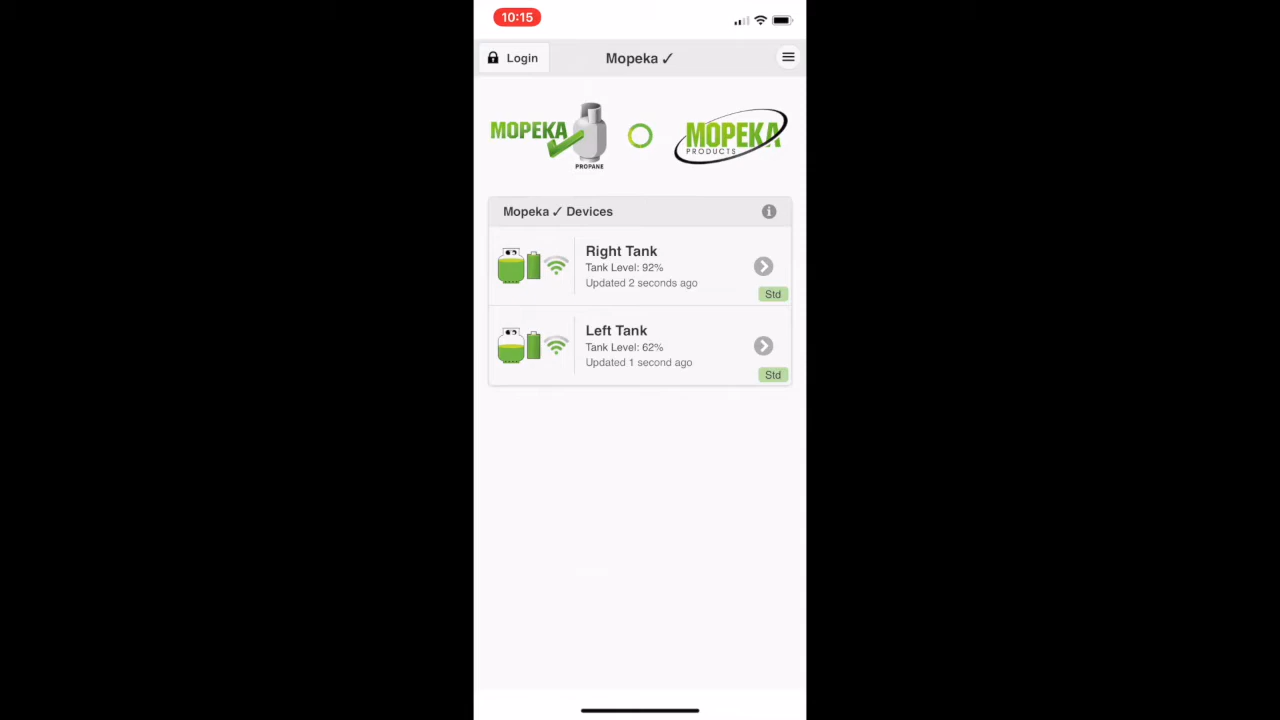 10:15
Login
Mopeka ✓
MOPEKA
PROPANE
MOPEKA
PRODUCTS
Mopeka ✓ Devices
Right Tank
Tank Level: 92%
Updated 2 seconds ago
Std
Left Tank
Tank Level: 62%
Updated 1 second ago
Std